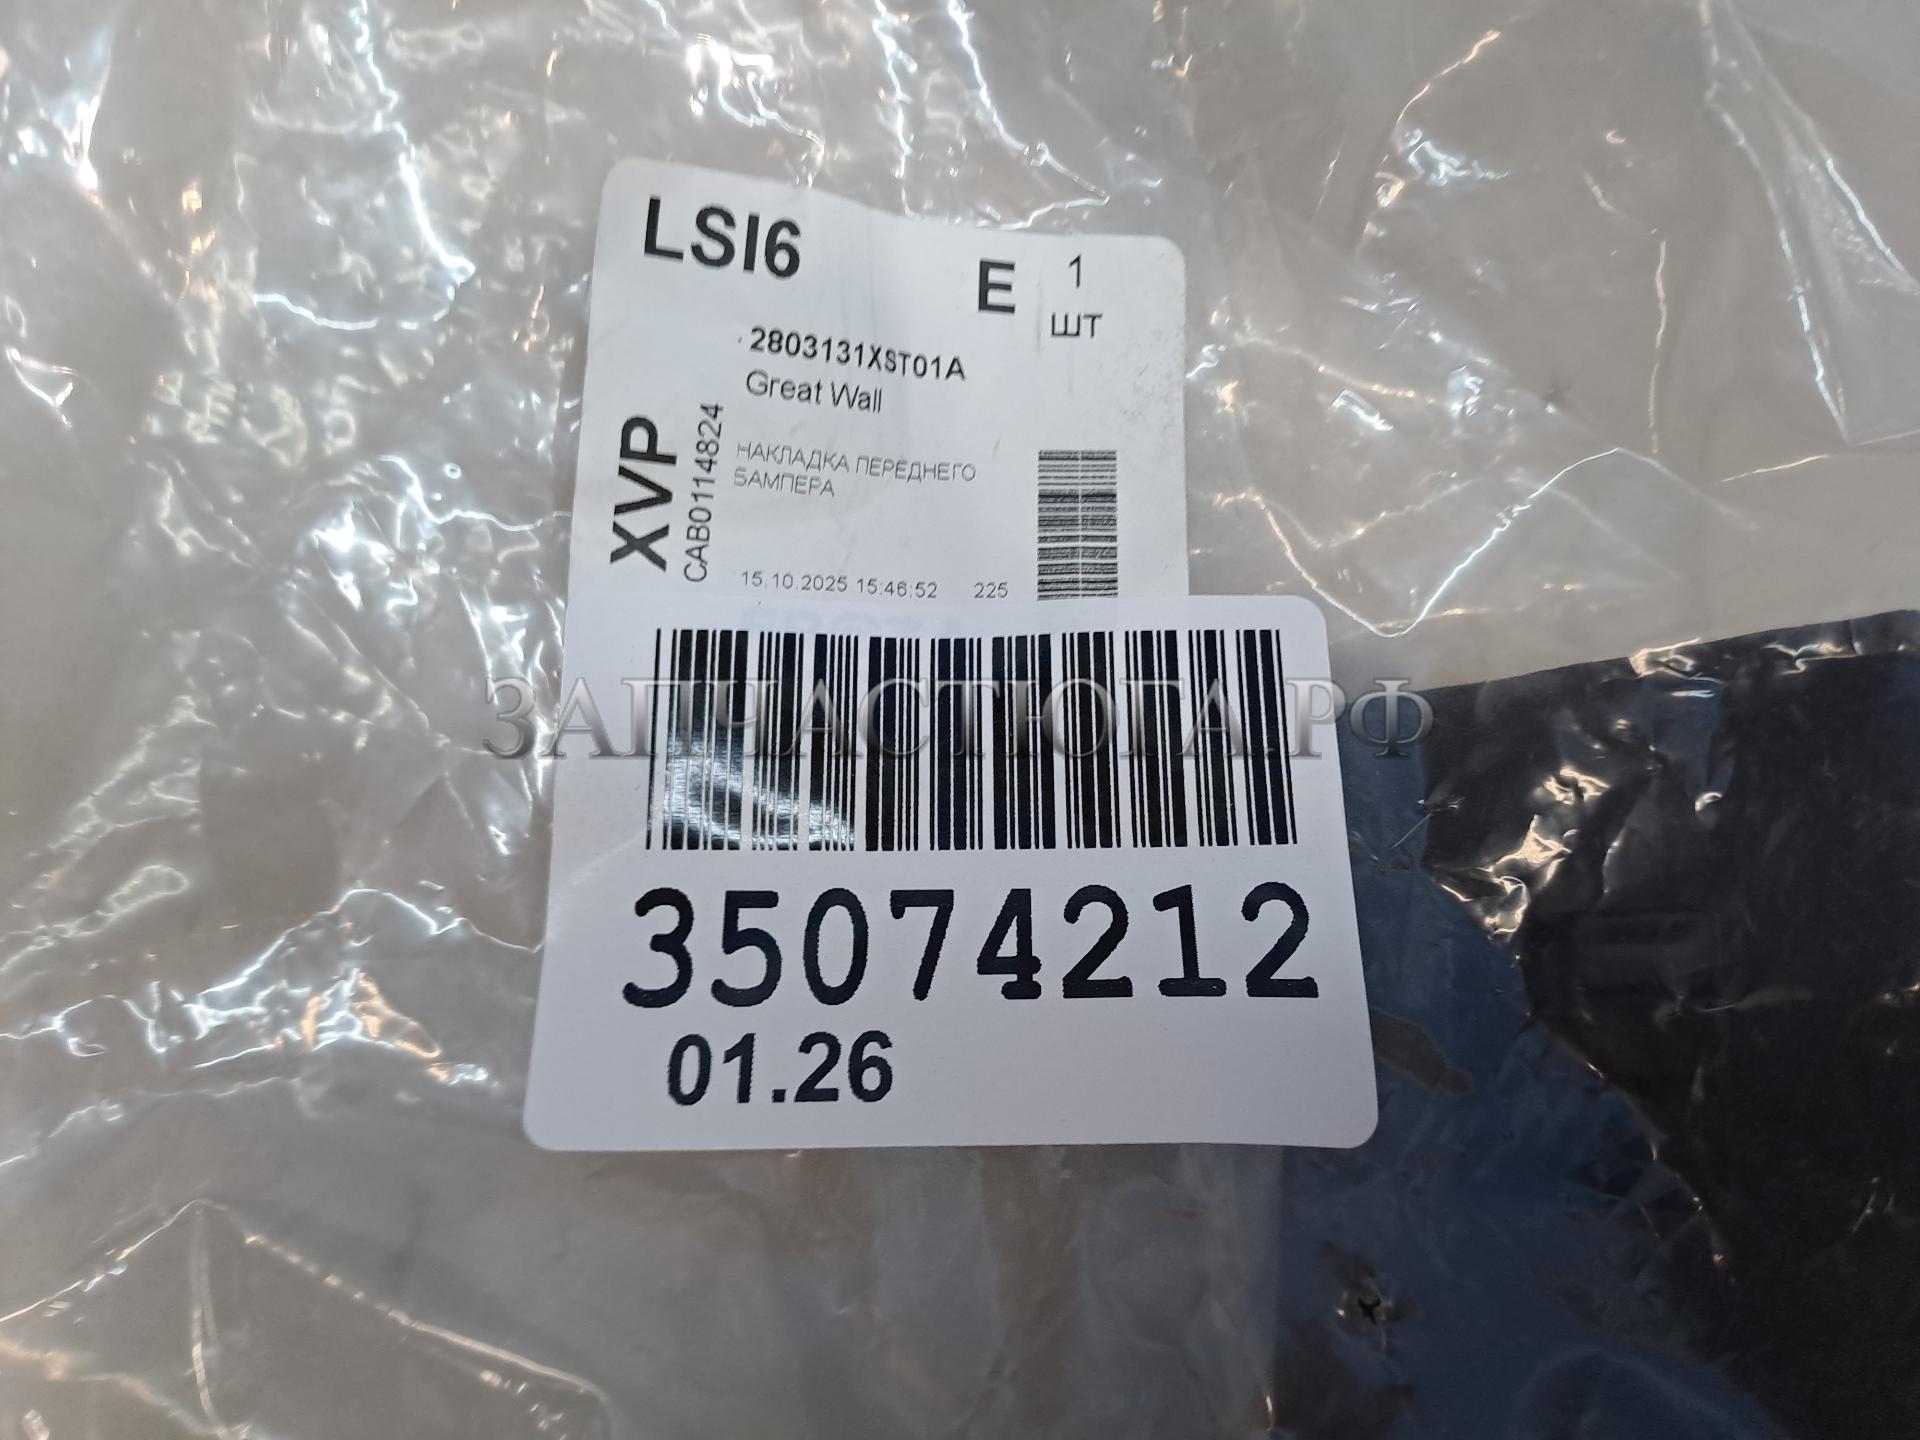 LSI6
E
1
шт
2803131XST01A
Great Wall
XVP
CAB0114824
НАКЛАДКА ПЕРЕДНЕГО
БАМПЕРА
15.10.2025 15:46:52 225
ЗАПЧАСТЮГА.РФ
35074212
01.26